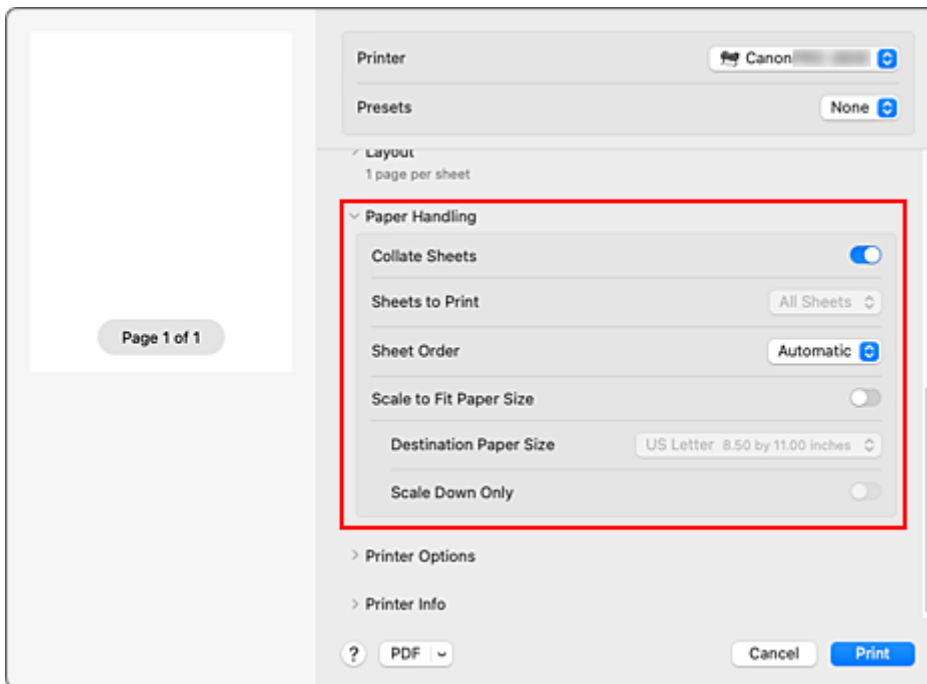 Printer
Canon
Presets
None
Layout
1 page per sheet
Paper Handling
Collate Sheets
Sheets to Print
All Sheets
Page 1 of 1
Sheet Order
Automatic
Scale to Fit Paper Size
Destination Paper Size
US Letter 8.50 by 11.00 inches
Scale Down Only
Printer Options
Printer Info
?
PDF
Cancel
Print